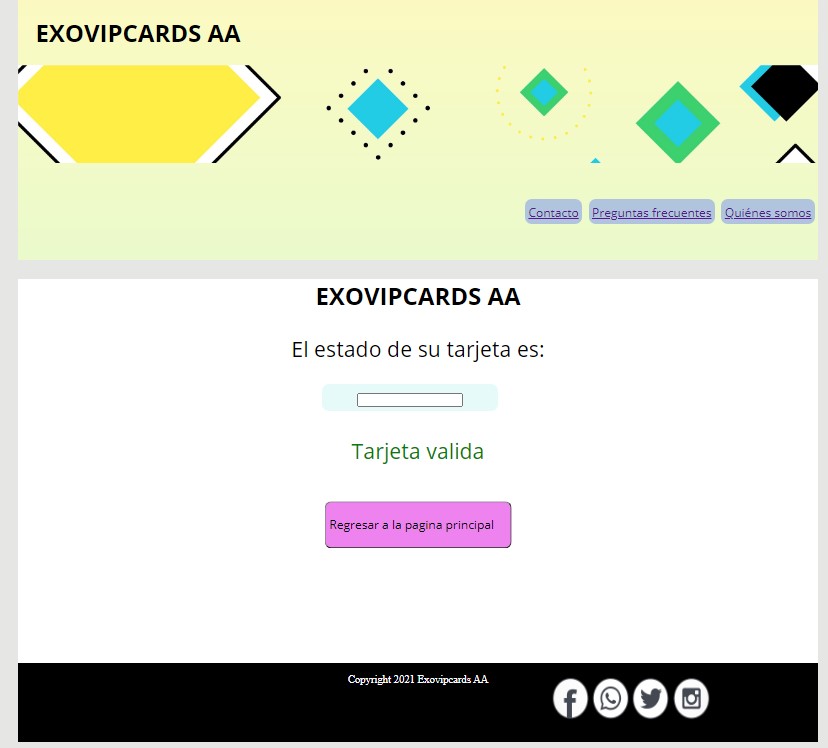 EXOVIPCARDS AA
Contacto Preguntas frecuentes Quiénes somos
EXOVIPCARDS AA
El estado de su tarjeta es:
Tarjeta valida
Regresar a la pagina principal
Copyright 2021 Exovipcards AA